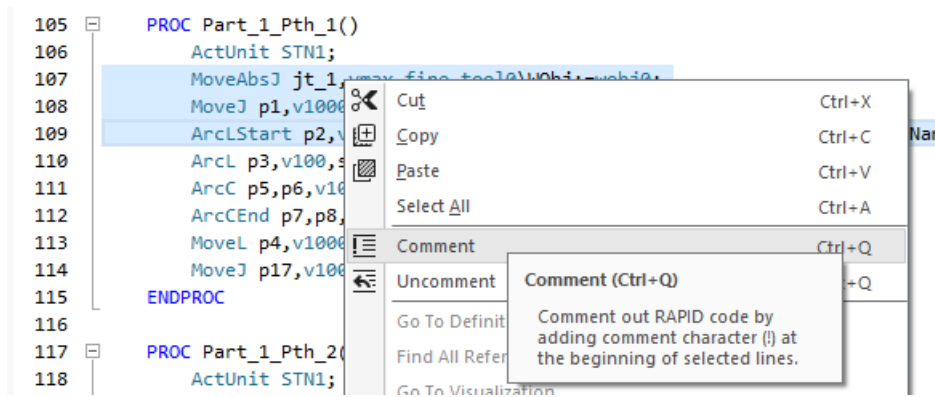 105 PROC Part_1_Pth_1()
106 ActUnit STN1;
107 MoveAbsJ jt_1,vmax,fine,tool0\WObj:=wobj0;
108 MoveJ p1,v1000
109 ArcLStart p2,v Nar
110 ArcL p3,v100,s
111 ArcC p5,p6,v10
112 ArcCEnd p7,p8,
113 MoveL p4,v1000
114 MoveJ p17,v100
115 ENDPROC
116
117 PROC Part_1_Pth_2(
118 ActUnit STN1;
Cut Ctrl+X
Copy Ctrl+C
Paste Ctrl+V
Select All Ctrl+A
Comment Ctrl+Q
Uncomment +Q
Go To Definit
Find All Refer
Go To Visualization
Comment (Ctrl+Q)
Comment out RAPID code by
adding comment character (!) at
the beginning of selected lines.